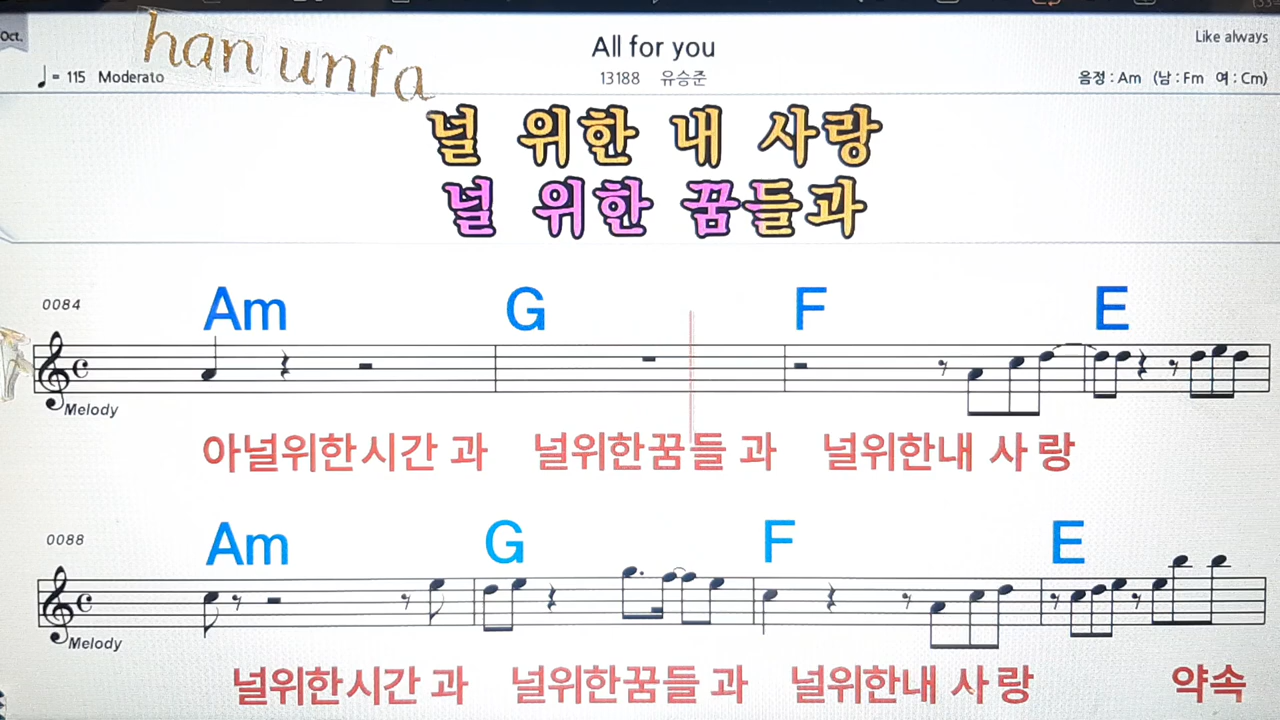 Oct.
han unfa
All for you
Like always
= 115 Moderato
13188 유승준
음정 : Am (남 : Fm 여 : Cm)
널 위한 내 사랑
널 위한 꿈들과
0084
Am G F E
Melody
아널위한시간 과 널위한꿈들 과 널위한내 사 랑
0088
Am G F E
Melody
널위한시간 과 널위한꿈들 과 널위한내 사 랑 약속